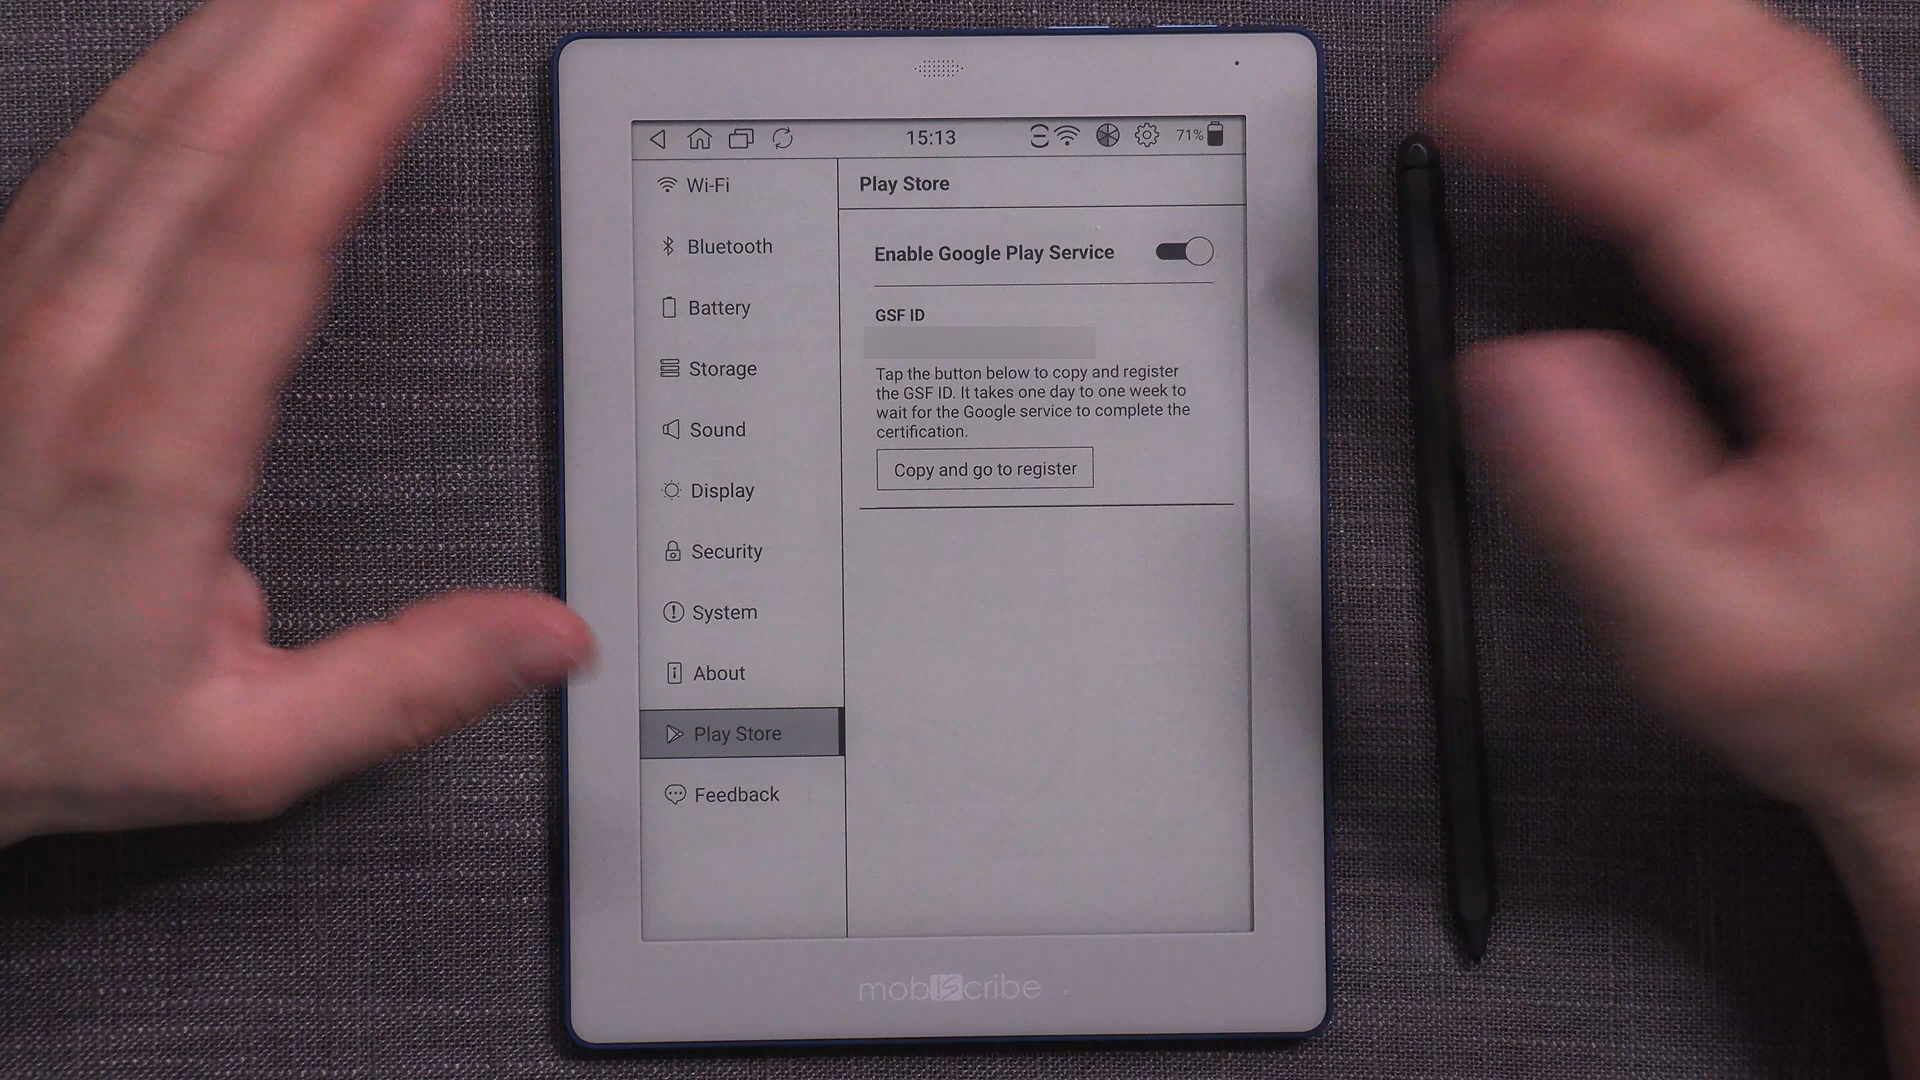 15:13
71%
Wi-Fi
Bluetooth
Battery
Storage
Sound
Display
Security
System
About
Play Store
Feedback
Play Store
Enable Google Play Service
GSF ID
Tap the button below to copy and register
the GSF ID. It takes one day to one week to
wait for the Google service to complete the
certification.
Copy and go to register
mobiscribe